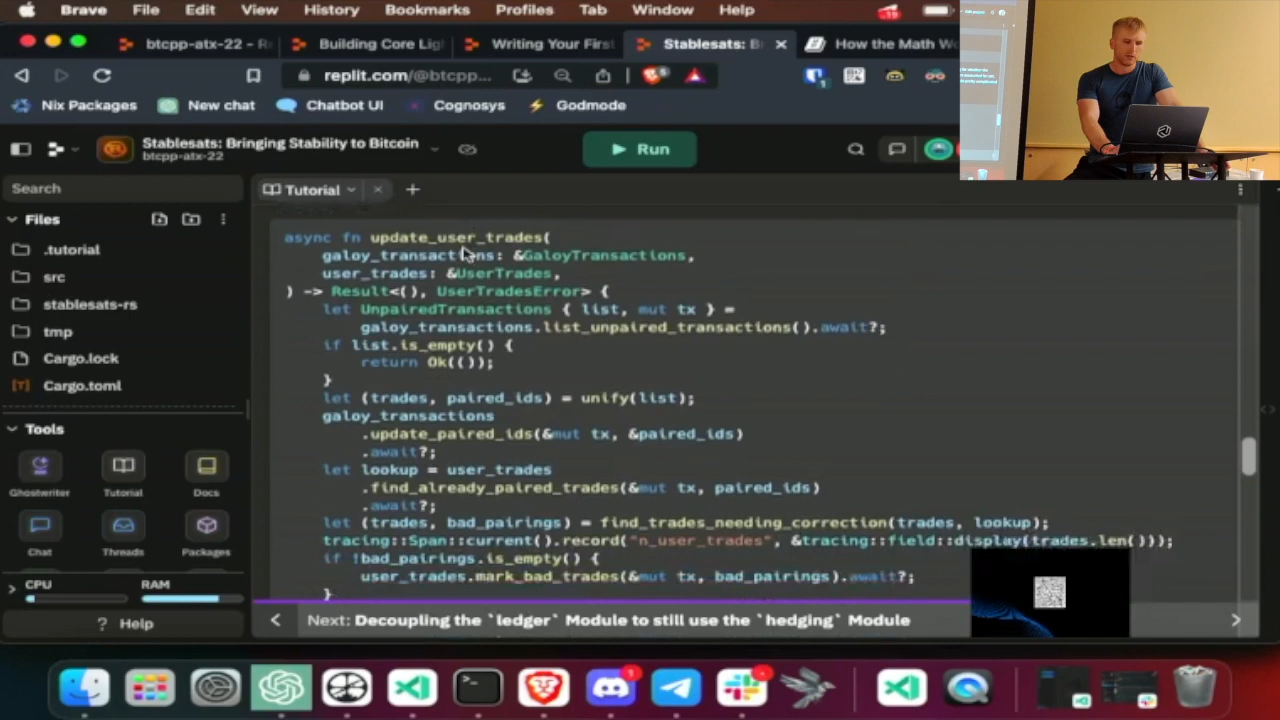 Brave File Edit View History Bookmarks Profiles Tab Window Help
btcpp-atx-22 - R
Building Core Lig
Writing Your First
Stablesats: B
How the Math Wo
replit.com/@btcpp...
Nix Packages New chat Chatbot UI Cognosys Godmode
Stablesats: Bringing Stability to Bitcoin
btcpp-atx-22
Run
Search
Tutorial
Files
.tutorial
src
stablesats-rs
tmp
Cargo.lock
Cargo.toml
Tools
Ghostwriter Tutorial Docs
Chat Threads Packages
CPU RAM
? Help
async fn update_user_trades(
galoy_transactions: &GaloyTransactions,
user_trades: &UserTrades,
) -> Result<(), UserTradesError> {
let UnpairedTransactions { list, mut tx } =
galoy_transactions.list_unpaired_transactions().await?;
if list.is_empty() {
return Ok(());
}
let (trades, paired_ids) = unify(list);
galoy_transactions
.update_paired_ids(&mut tx, &paired_ids)
.await?;
let lookup = user_trades
.find_already_paired_trades(&mut tx, paired_ids)
.await?;
let (trades, bad_pairings) = find_trades_needing_correction(trades, lookup);
tracing::Span::current().record("n_user_trades", &tracing::field::display(trades.len()));
if !bad_pairings.is_empty() {
user_trades.mark_bad_trades(&mut tx, bad_pairings).await?;
}
Next: Decoupling the `ledger` Module to still use the `hedging` Module